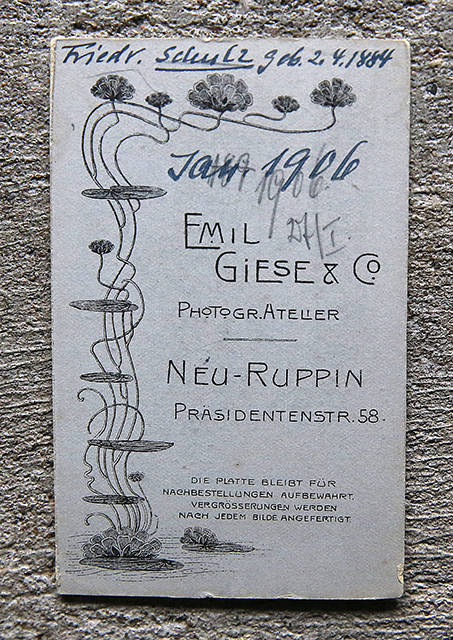 Friedr. Schulz geb. 2.4.1884
Jan. 1906
1906
EMIL
GIESE & CO
PHOTOGR. ATELIER
NEU-RUPPIN
PRÄSIDENTENSTR. 58.
DIE PLATTE BLEIBT FÜR
NACHBESTELLUNGEN AUFBEWAHRT.
VERGRÖSSERUNGEN WERDEN
NACH JEDEM BILDE ANGEFERTIGT.